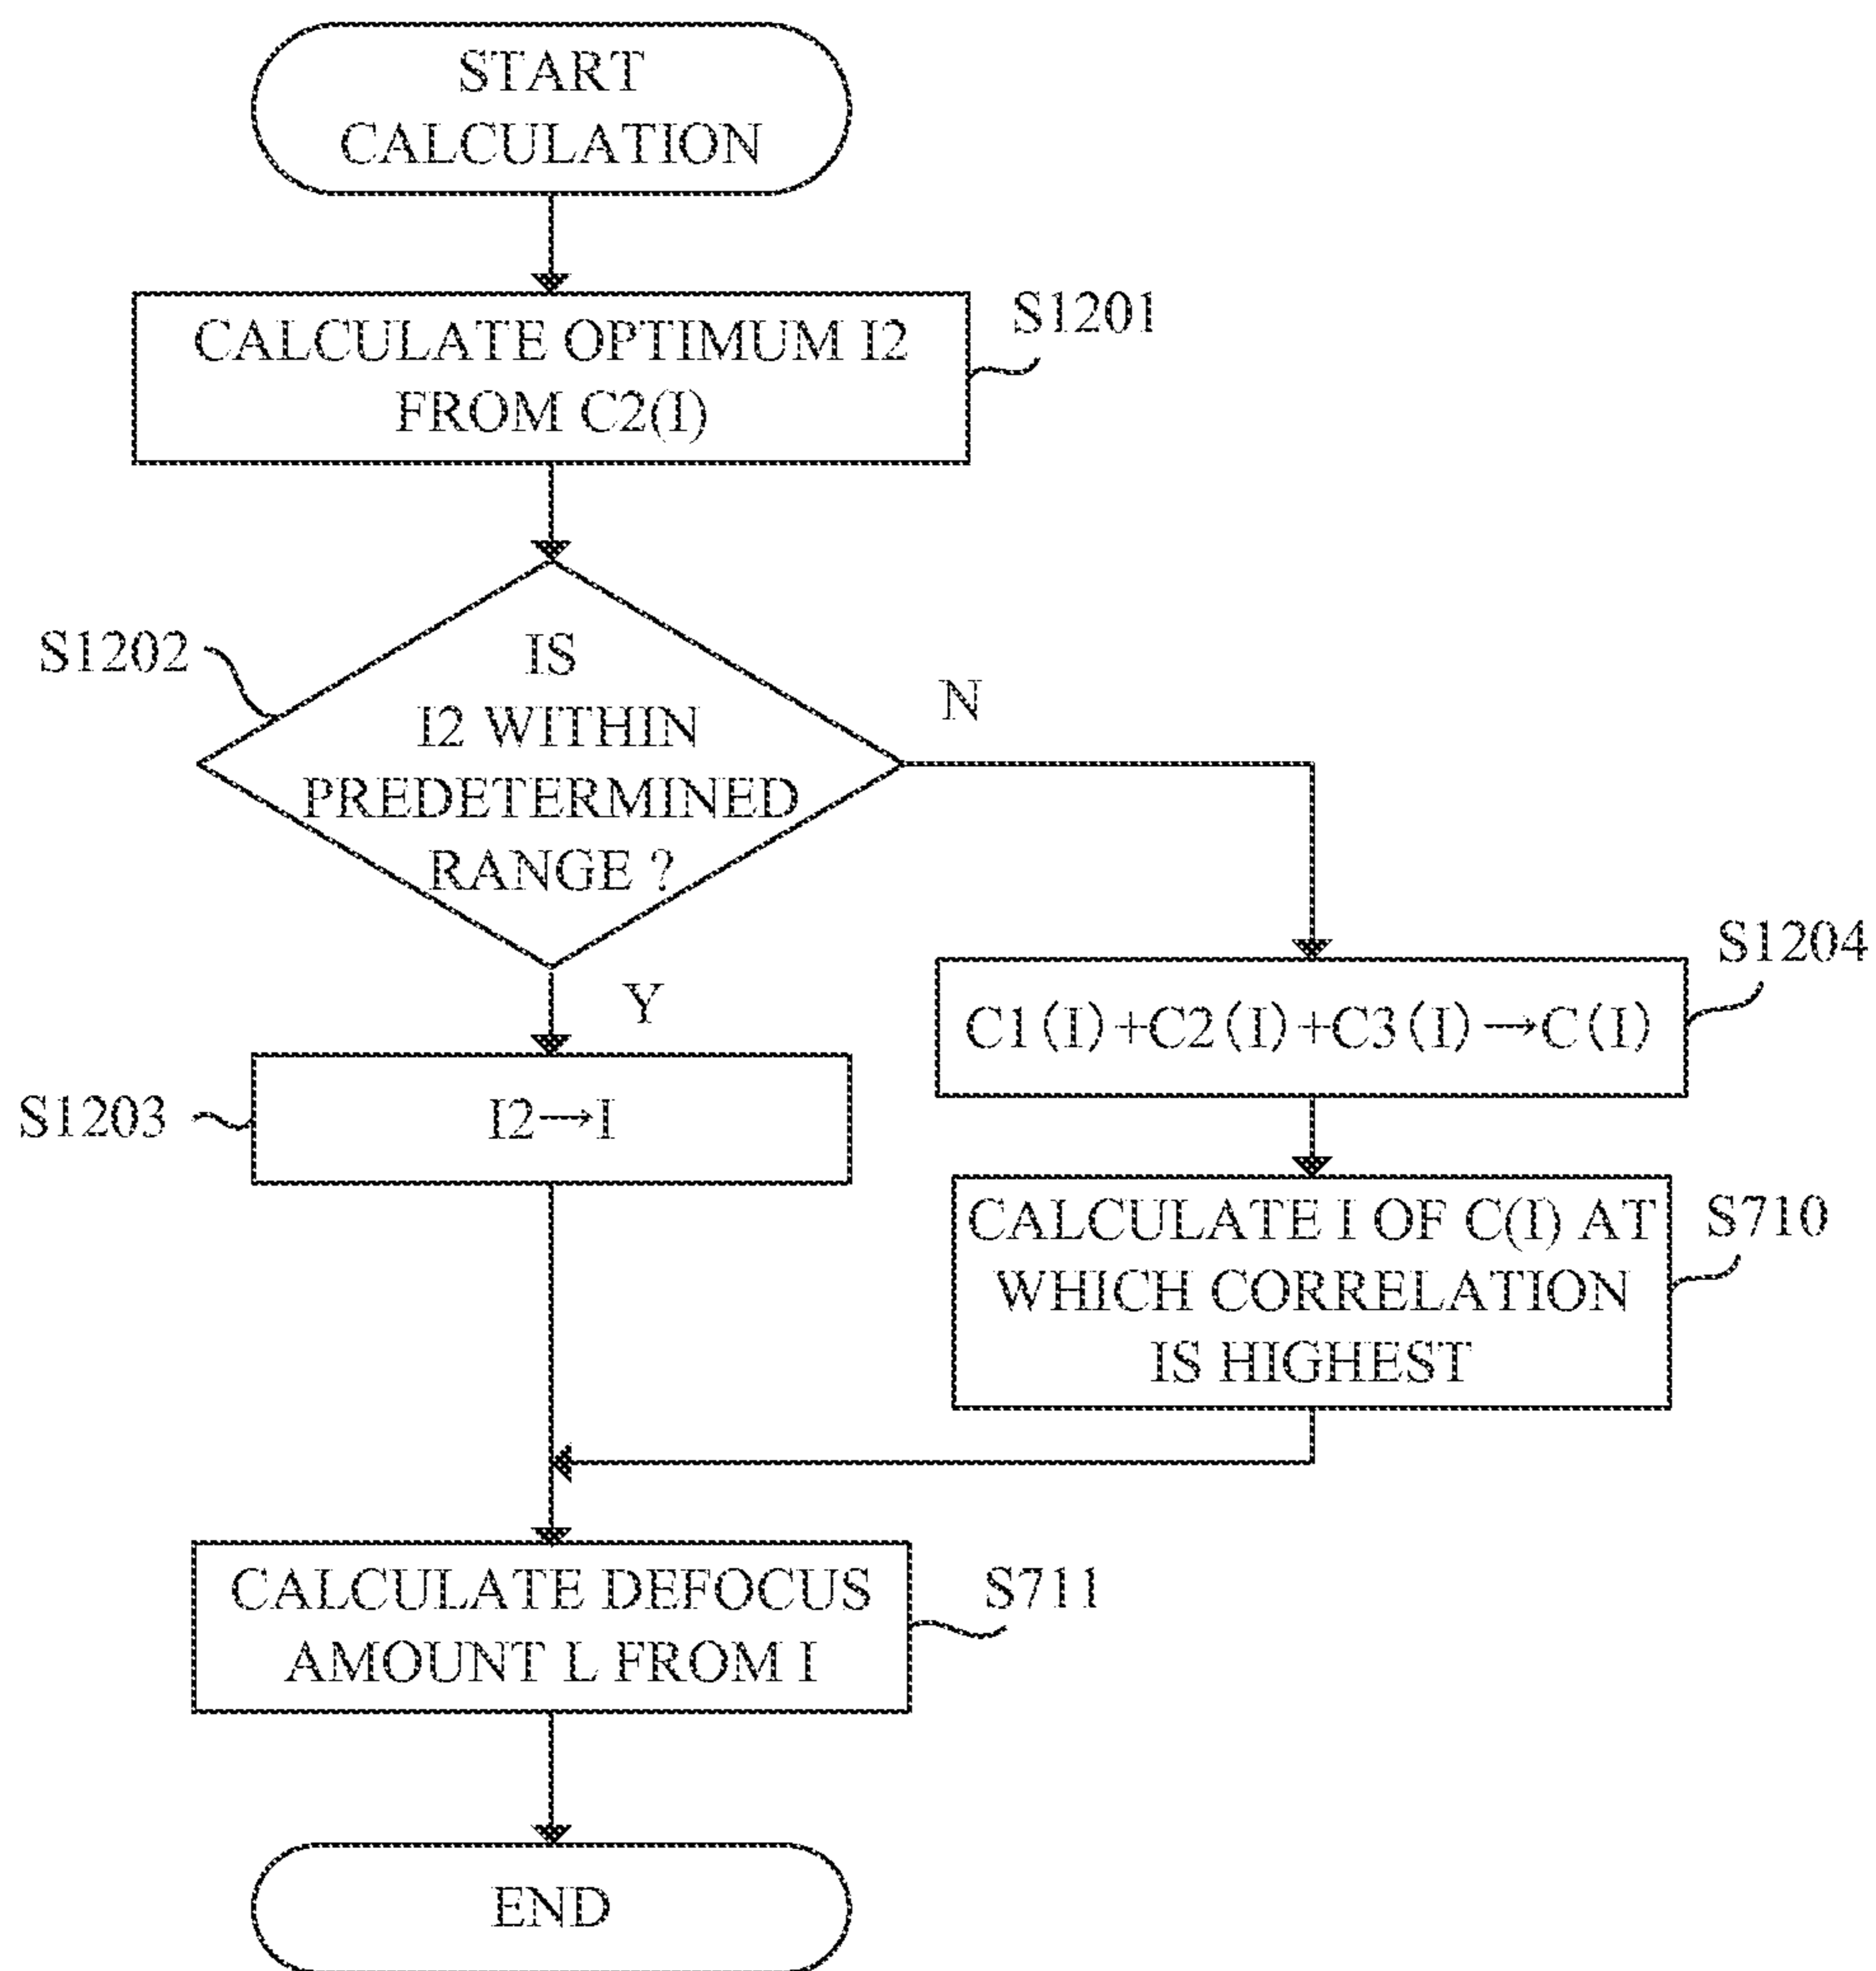 START
CALCULATION
CALCULATE OPTIMUM I2
FROM C2(I)
S1201
S1202
IS
I2 WITHIN
PREDETERMINED
RANGE ?
N
Y
S1203
I2→I
S1204
C1(I)+C2(I)+C3(I)→C(I)
CALCULATE I OF C(I) AT
WHICH CORRELATION
IS HIGHEST
S710
CALCULATE DEFOCUS
AMOUNT L FROM I
S711
END